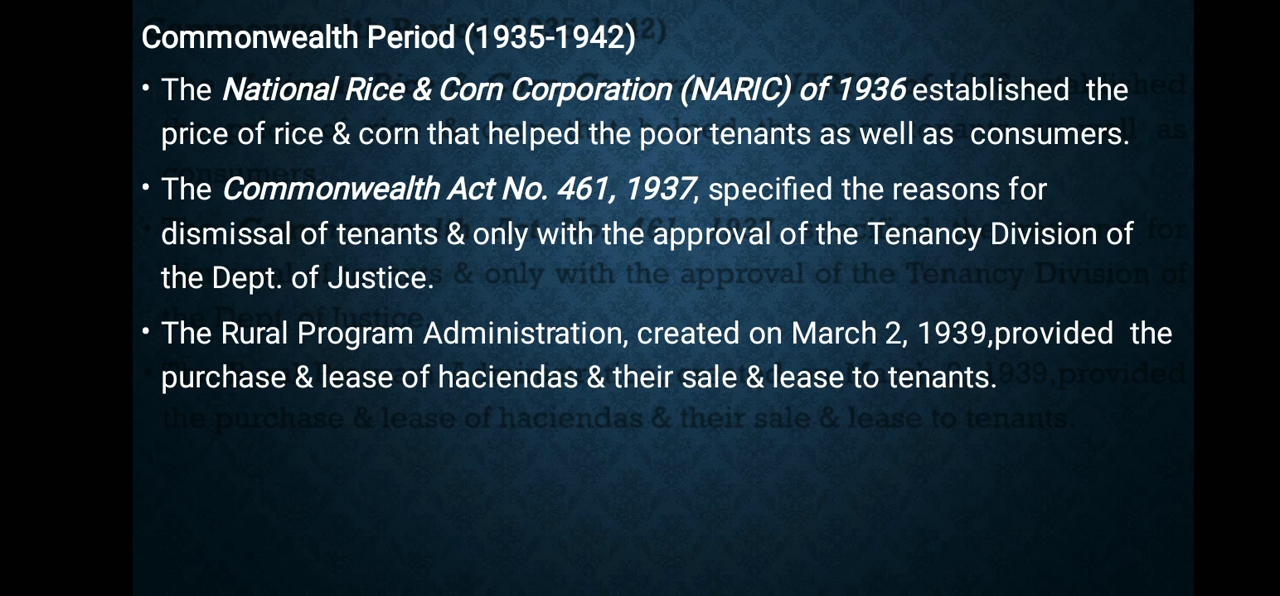 Commonwealth Period (1935-1942)
• The National Rice & Corn Corporation (NARIC) of 1936 established the
price of rice & corn that helped the poor tenants as well as consumers.
• The Commonwealth Act No. 461, 1937, specified the reasons for
dismissal of tenants & only with the approval of the Tenancy Division of
the Dept. of Justice.
• The Rural Program Administration, created on March 2, 1939,provided the
purchase & lease of haciendas & their sale & lease to tenants.